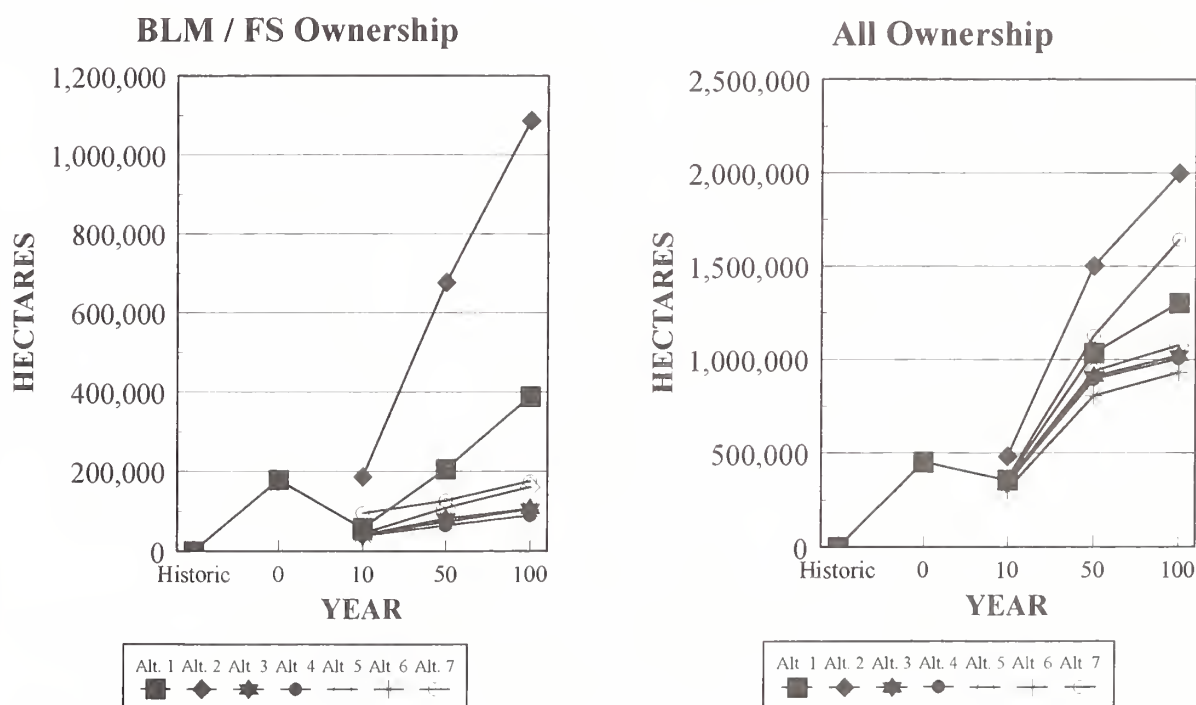 BLM / FS Ownership
1,200,000
1,000,000
800,000
600,000
400,000
200,000
0
HECTARES
Historic 0 10 50 100
YEAR
Alt. 1 Alt. 2 Alt 3 Alt 4 Alt 5 Alt 6 Alt. 7
All Ownership
2,500,000
2,000,000
1,500,000
1,000,000
500,000
0
HECTARES
Historic 0 10 50 100
YEAR
Alt 1 Alt. 2 Alt. 3 Alt. 4 Alt. 5 Alt 6 Alt 7